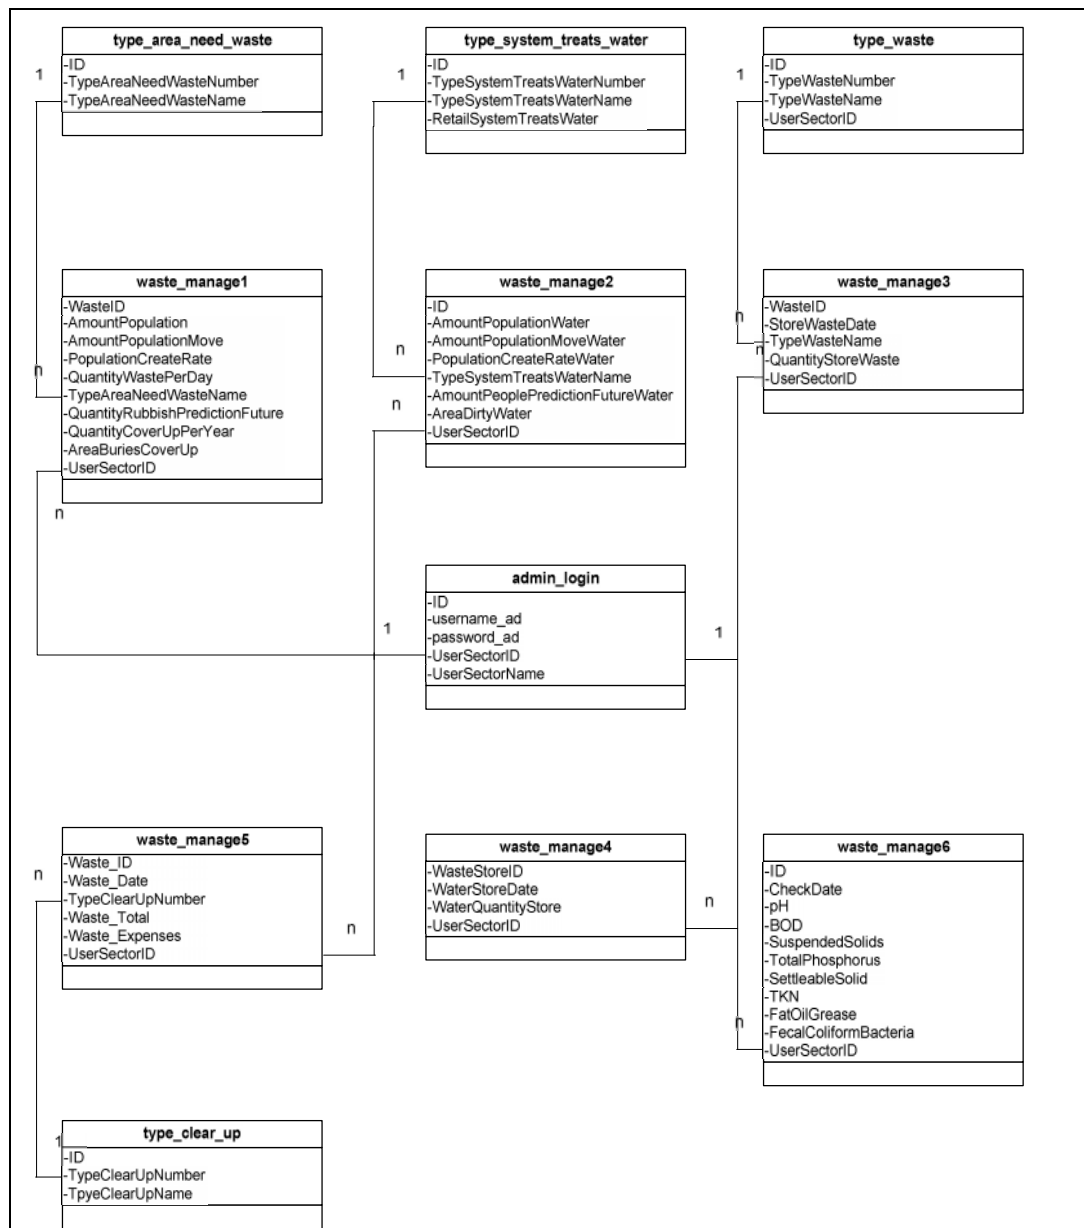 type_area_need_waste
-ID
-TypeAreaNeedWasteNumber
-TypeAreaNeedWasteName
1
type_system_treats_water
-ID
-TypeSystemTreatsWaterNumber
-TypeSystemTreatsWaterName
-RetailSystemTreatsWater
1
type_waste
-ID
-TypeWasteNumber
-TypeWasteName
-UserSectorID
1
waste_manage1
-WasteID
-AmountPopulation
-AmountPopulationMove
-PopulationCreateRate
-QuantityWastePerDay
-TypeAreaNeedWasteName
-QuantityRubbishPredictionFuture
-QuantityCoverUpPerYear
-AreaBuriesCoverUp
-UserSectorID
n
n
waste_manage2
-ID
-AmountPopulationWater
-AmountPopulationMoveWater
-PopulationCreateRateWater
-TypeSystemTreatsWaterName
-AmountPeoplePredictionFutureWater
-AreaDirtyWater
-UserSectorID
n
n
waste_manage3
-WasteID
-StoreWasteDate
-TypeWasteName
-QuantityStoreWaste
-UserSectorID
n
n
admin_login
-ID
-username_ad
-password_ad
-UserSectorID
-UserSectorName
1
1
waste_manage5
-Waste_ID
-Waste_Date
-TypeClearUpNumber
-Waste_Total
-Waste_Expenses
-UserSectorID
n
n
waste_manage4
-WasteStoreID
-WaterStoreDate
-WaterQuantityStore
-UserSectorID
n
waste_manage6
-ID
-CheckDate
-pH
-BOD
-SuspendedSolids
-TotalPhosphorus
-SettleableSolid
-TKN
-FatOilGrease
-FecalColiformBacteria
-UserSectorID
n
type_clear_up
-ID
-TypeClearUpNumber
-TpyeClearUpName
1